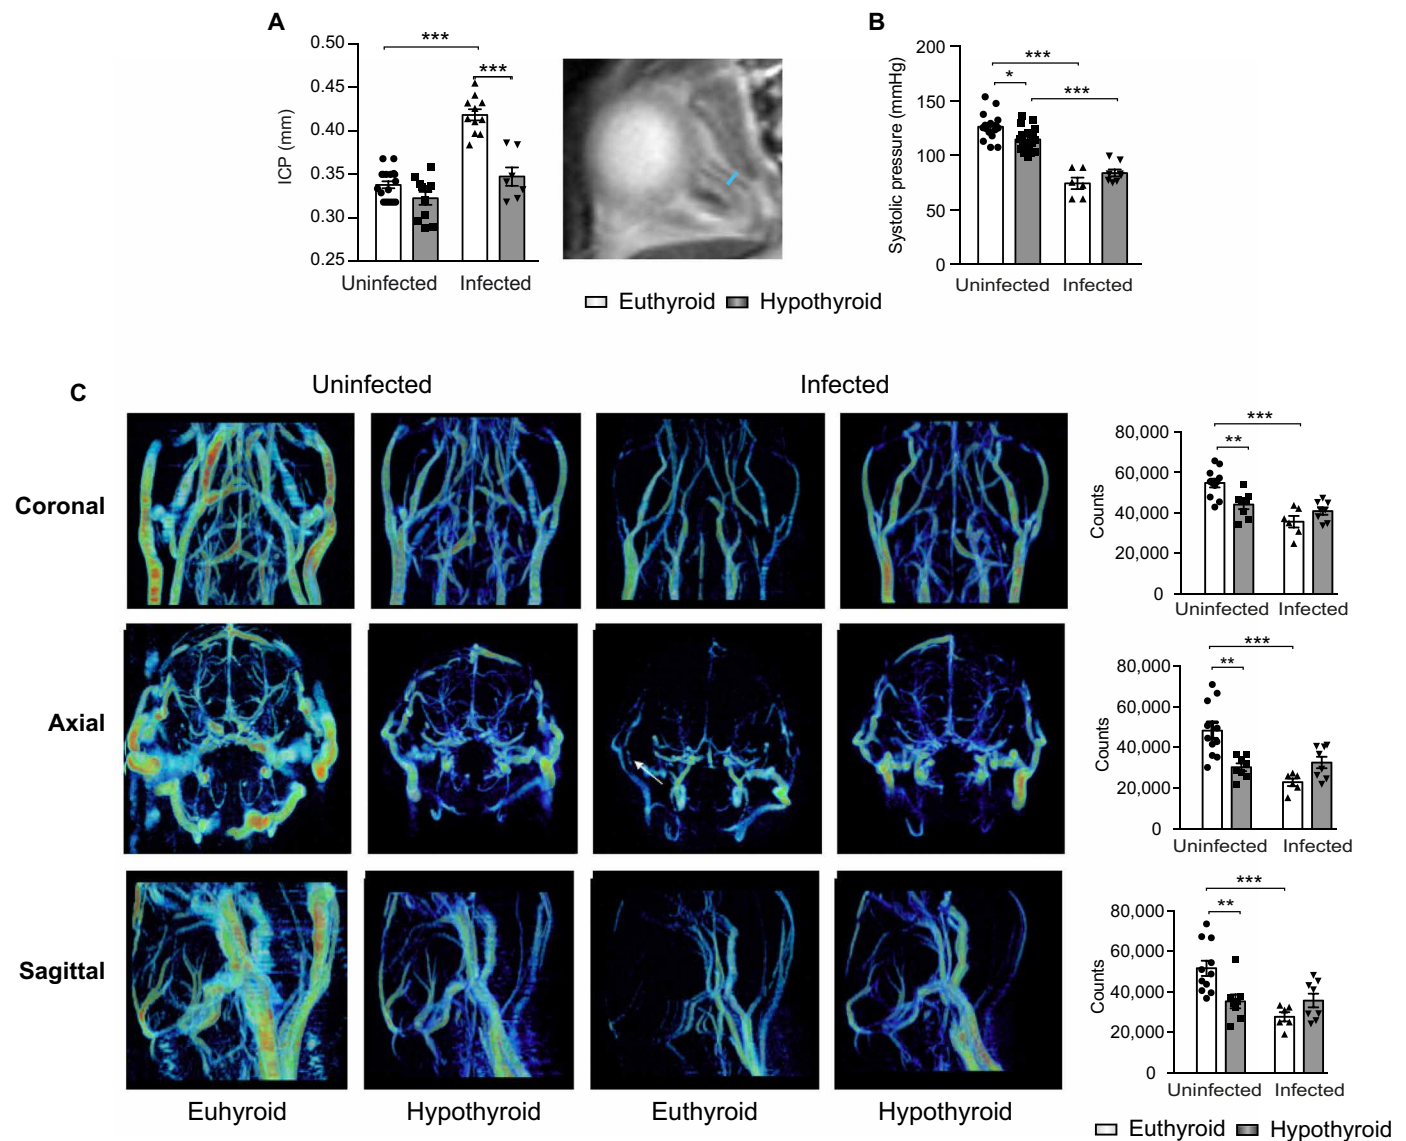 A
ICP (mm)
0.50
0.45
0.40
0.35
0.30
0.25
***
***
Uninfected Infected
B
Systolic pressure (mmHg)
200
150
100
50
0
***
*
***
Uninfected Infected
Euthyroid Hypothyroid
C
Uninfected Infected
Coronal
Counts
80,000
60,000
40,000
20,000
0
***
**
Uninfected Infected
Axial
Counts
80,000
60,000
40,000
20,000
0
***
**
Uninfected Infected
Sagittal
Counts
80,000
60,000
40,000
20,000
0
***
**
Uninfected Infected
Euhyroid Hypothyroid Euthyroid Hypothyroid
Euthyroid Hypothyroid